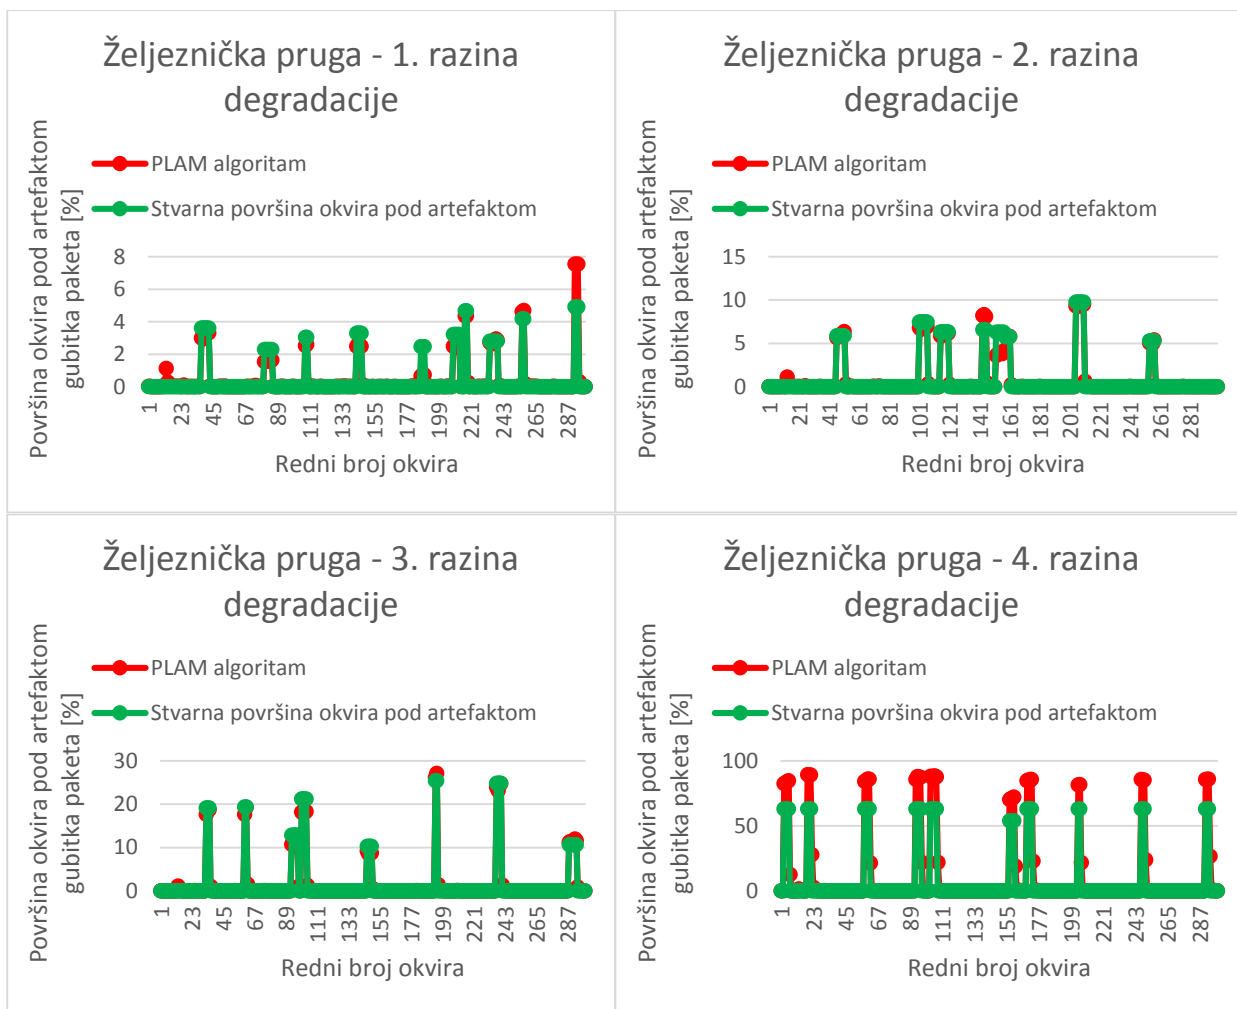 Željeznička pruga - 1. razina
degradacije
Površina okvira pod artefaktom
gubitka paketa [%]
PLAM algoritam
Stvarna površina okvira pod artefaktom
8
6
4
2
0
1 23 45 67 89 111 133 155 177 199 221 243 265 287
Redni broj okvira
Željeznička pruga - 2. razina
degradacije
Površina okvira pod artefaktom
gubitka paketa [%]
PLAM algoritam
Stvarna površina okvira pod artefaktom
15
10
5
0
1 21 41 61 81 101 121 141 161 181 201 221 241 261 281
Redni broj okvira
Željeznička pruga - 3. razina
degradacije
Površina okvira pod artefaktom
gubitka paketa [%]
PLAM algoritam
Stvarna površina okvira pod artefaktom
30
20
10
0
1 23 45 67 89 111 133 155 177 199 221 243 265 287
Redni broj okvira
Željeznička pruga - 4. razina
degradacije
Površina okvira pod artefaktom
gubitka paketa [%]
PLAM algoritam
Stvarna površina okvira pod artefaktom
100
50
0
1 23 45 67 89 111 133 155 177 199 221 243 265 287
Redni broj okvira